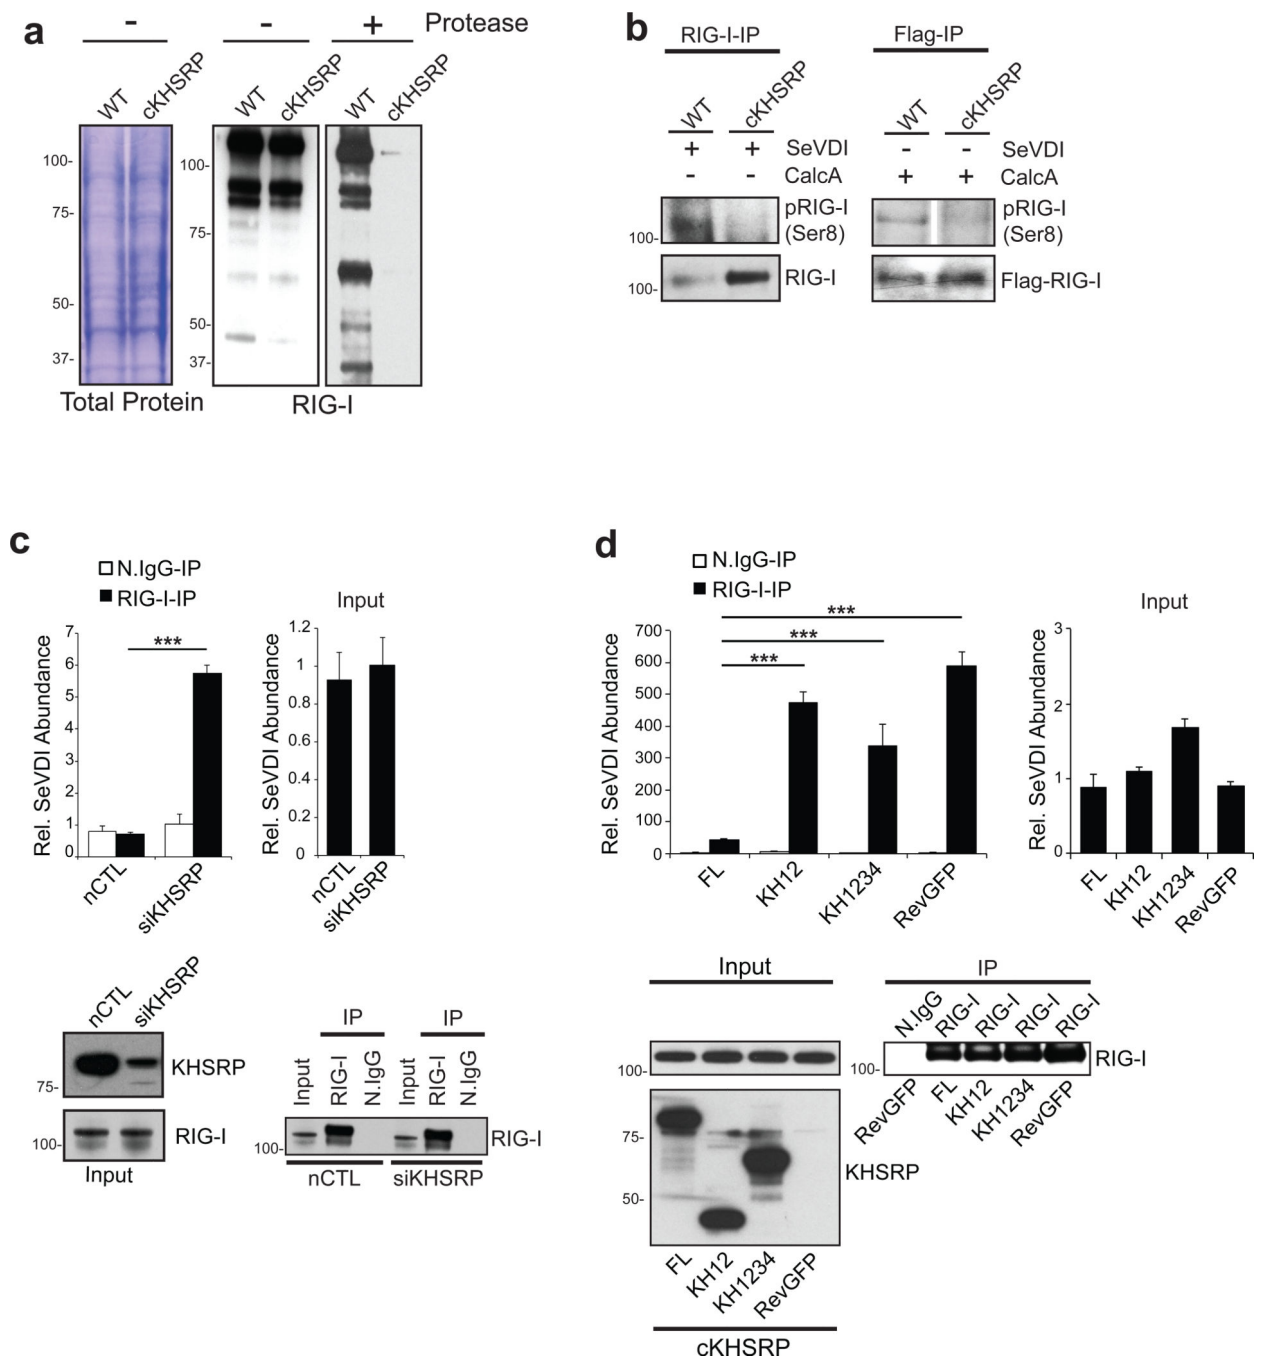 a
- - + Protease
WT cKHSRP WT cKHSRP WT cKHSRP
100-
75-
50-
37-
100-
75-
50-
37-
Total Protein
RIG-I
b
RIG-I-IP Flag-IP
WT cKHSRP WT cKHSRP
+ + SeVDI - - SeVDI
- - CalcA + + CalcA
pRIG-I
(Ser8)
100-
pRIG-I
(Ser8)
RIG-I
100-
Flag-RIG-I
c
N.IgG-IP
RIG-I-IP
Input
***
Rel. SeVDI Abundance
7
6
5
4
3
2
1
0
nCTL siKHSRP
Rel. SeVDI Abundance
1.2
1
0.8
0.6
0.4
0.2
0
nCTL siKHSRP
nCTL siKHSRP
KHSRP
75-
RIG-I
100-
Input
IP IP
Input RIG-I N.IgG Input RIG-I N.IgG
RIG-I
100-
nCTL siKHSRP
d
N.IgG-IP
RIG-I-IP
Input
***
***
***
Rel. SeVDI Abundance
700
600
500
400
300
200
100
0
FL KH12 KH1234 RevGFP
Rel. SeVDI Abundance
3
2
1
0
FL KH12 KH1234 RevGFP
Input
100-
75-
50-
KHSRP
FL KH12 KH1234 RevGFP
cKHSRP
IP
N.IgG RIG-I RIG-I RIG-I RIG-I
100-
RIG-I
RevGFP FL KH12 KH1234 RevGFP